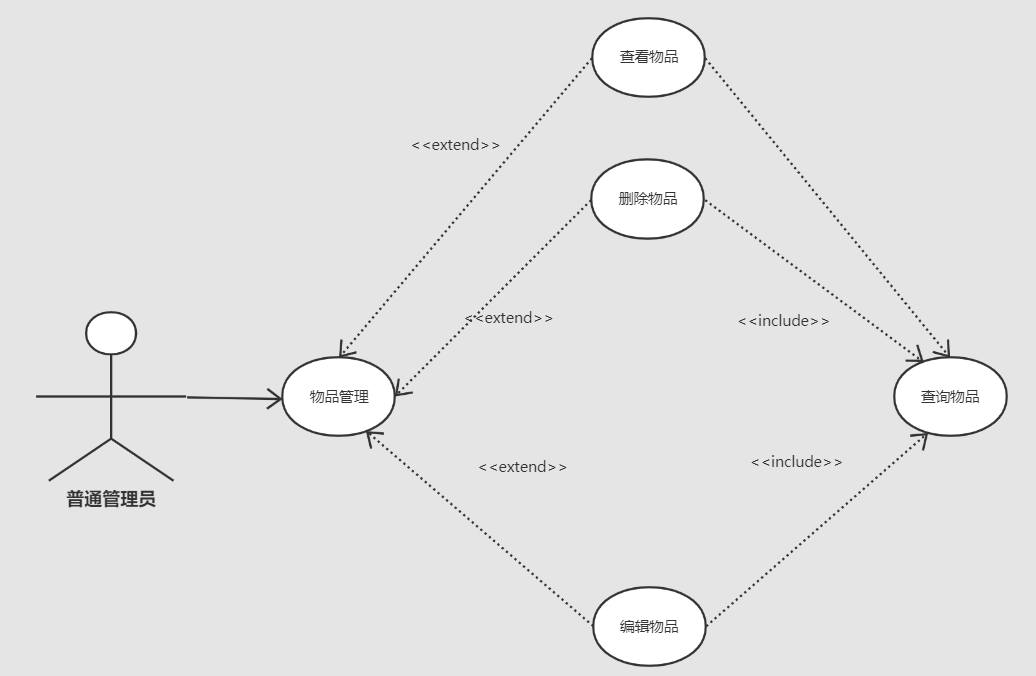 查看物品
<<extend>>
删除物品
<<extend>>
<<include>>
物品管理
查询物品
<<extend>>
<<include>>
普通管理员
编辑物品